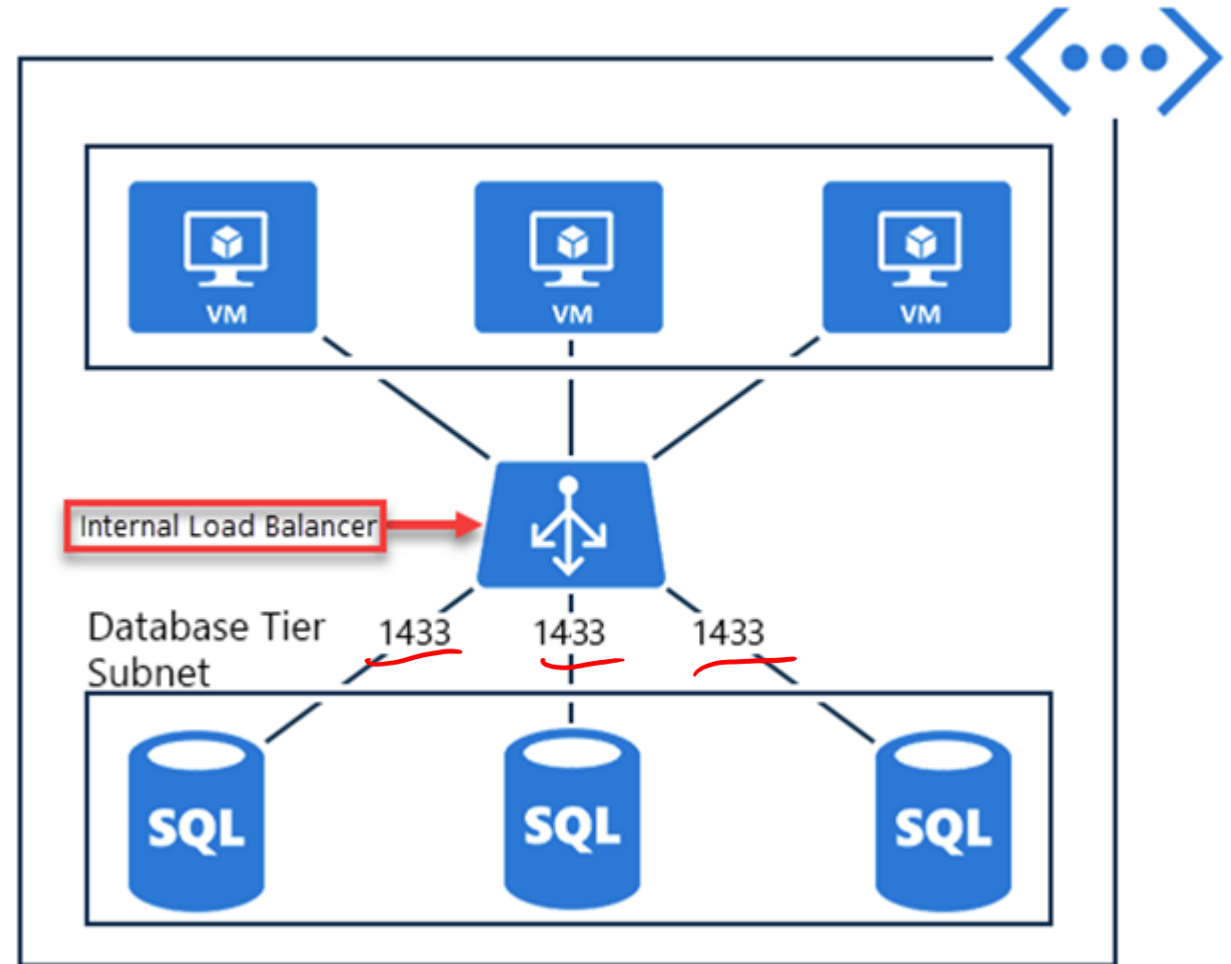 VM VM VM
Internal Load Balancer
Database Tier 1433 1433 1433
Subnet
SQL SQL SQL